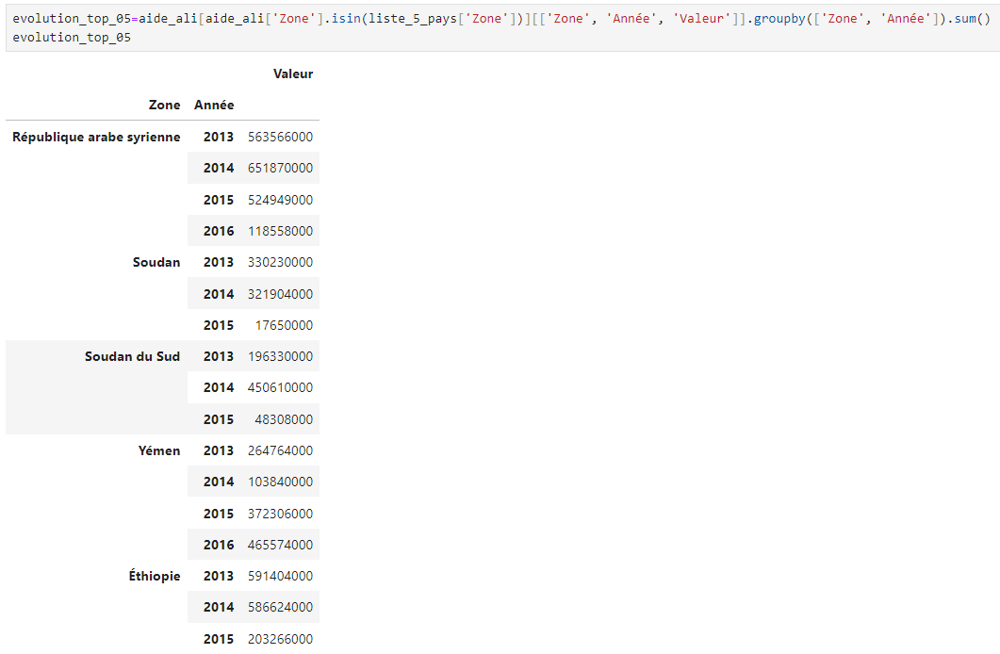 evolution_top_05=aide_ali[aide_ali['Zone'].isin(liste_5_pays['Zone'])][['Zone', 'Année', 'Valeur']].groupby(['Zone', 'Année']).sum()
evolution_top_05
Valeur
Zone Année
République arabe syrienne 2013 563566000
2014 651870000
2015 524949000
2016 118558000
Soudan 2013 330230000
2014 321904000
2015 17650000
Soudan du Sud 2013 196330000
2014 450610000
2015 48308000
Yémen 2013 264764000
2014 103840000
2015 372306000
2016 465574000
Éthiopie 2013 591404000
2014 586624000
2015 203266000